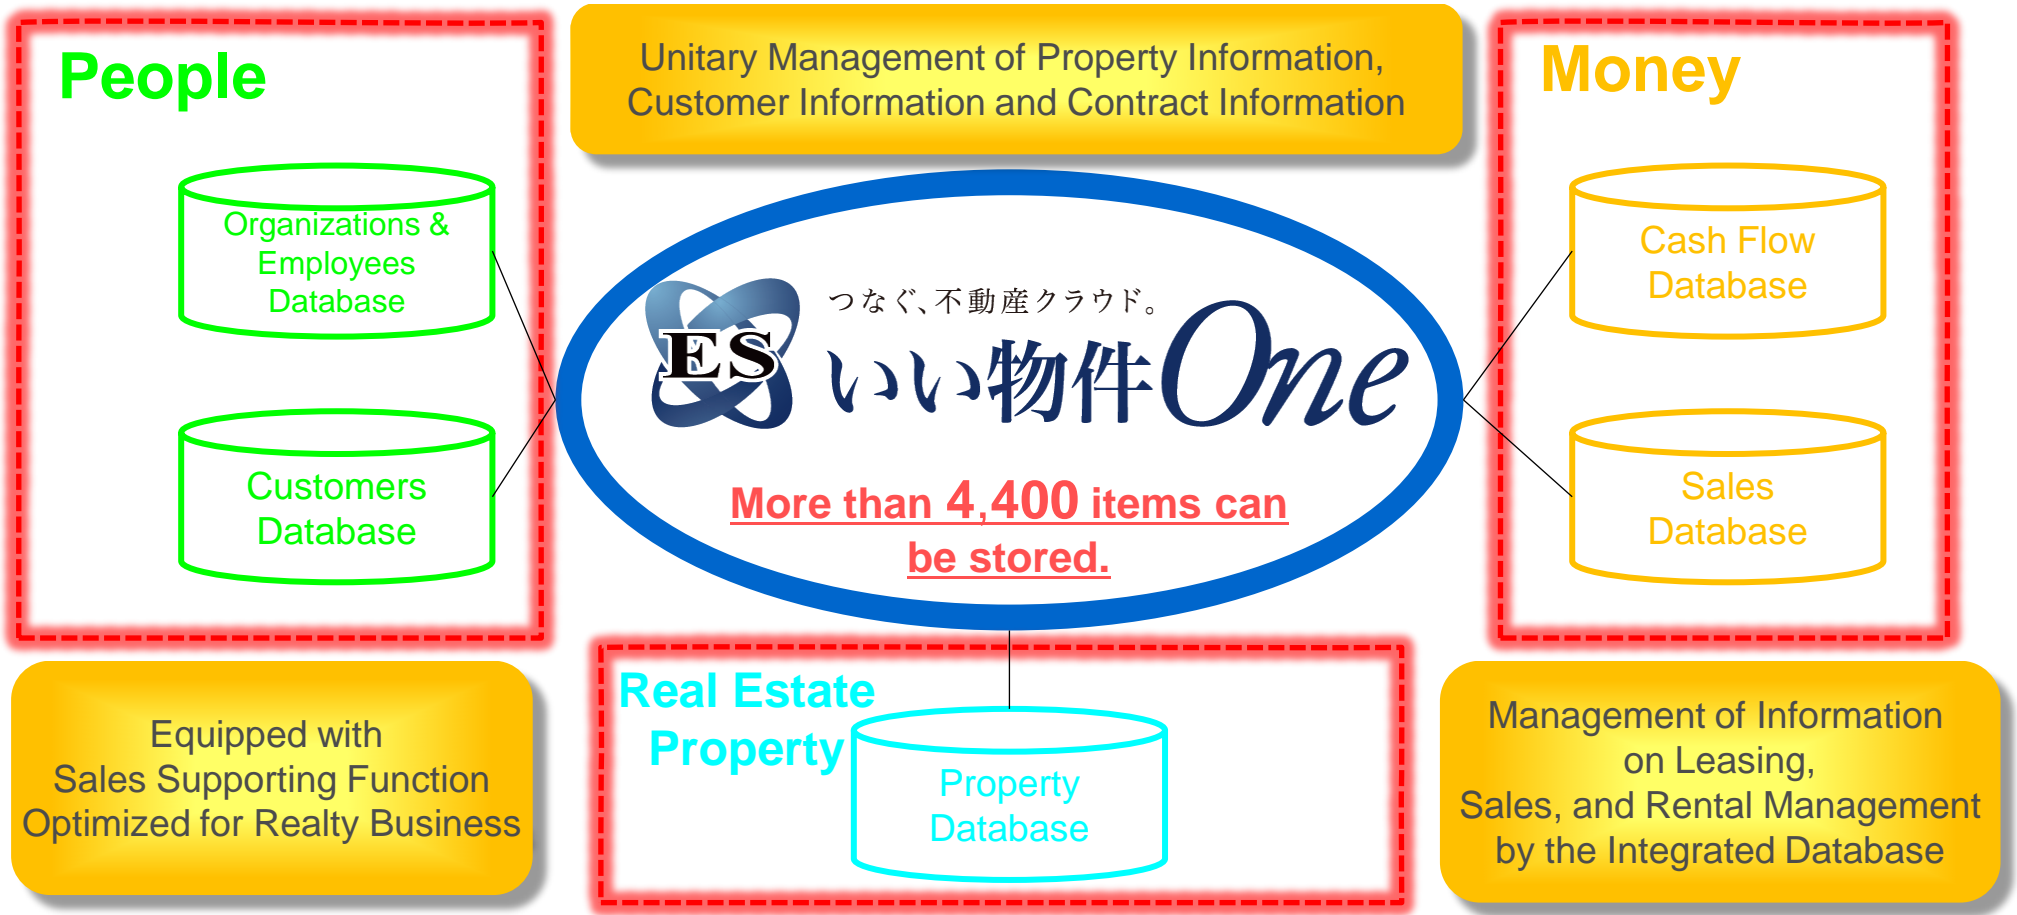 People
Organizations &
Employees
Database
Customers
Database
Unitary Management of Property Information,
Customer Information and Contract Information
ES
つなぐ、不動産クラウド。
いい物件One
More than 4,400 items can
be stored.
Money
Cash Flow
Database
Sales
Database
Equipped with
Sales Supporting Function
Optimized for Realty Business
Real Estate
Property
Property
Database
Management of Information
on Leasing,
Sales, and Rental Management
by the Integrated Database